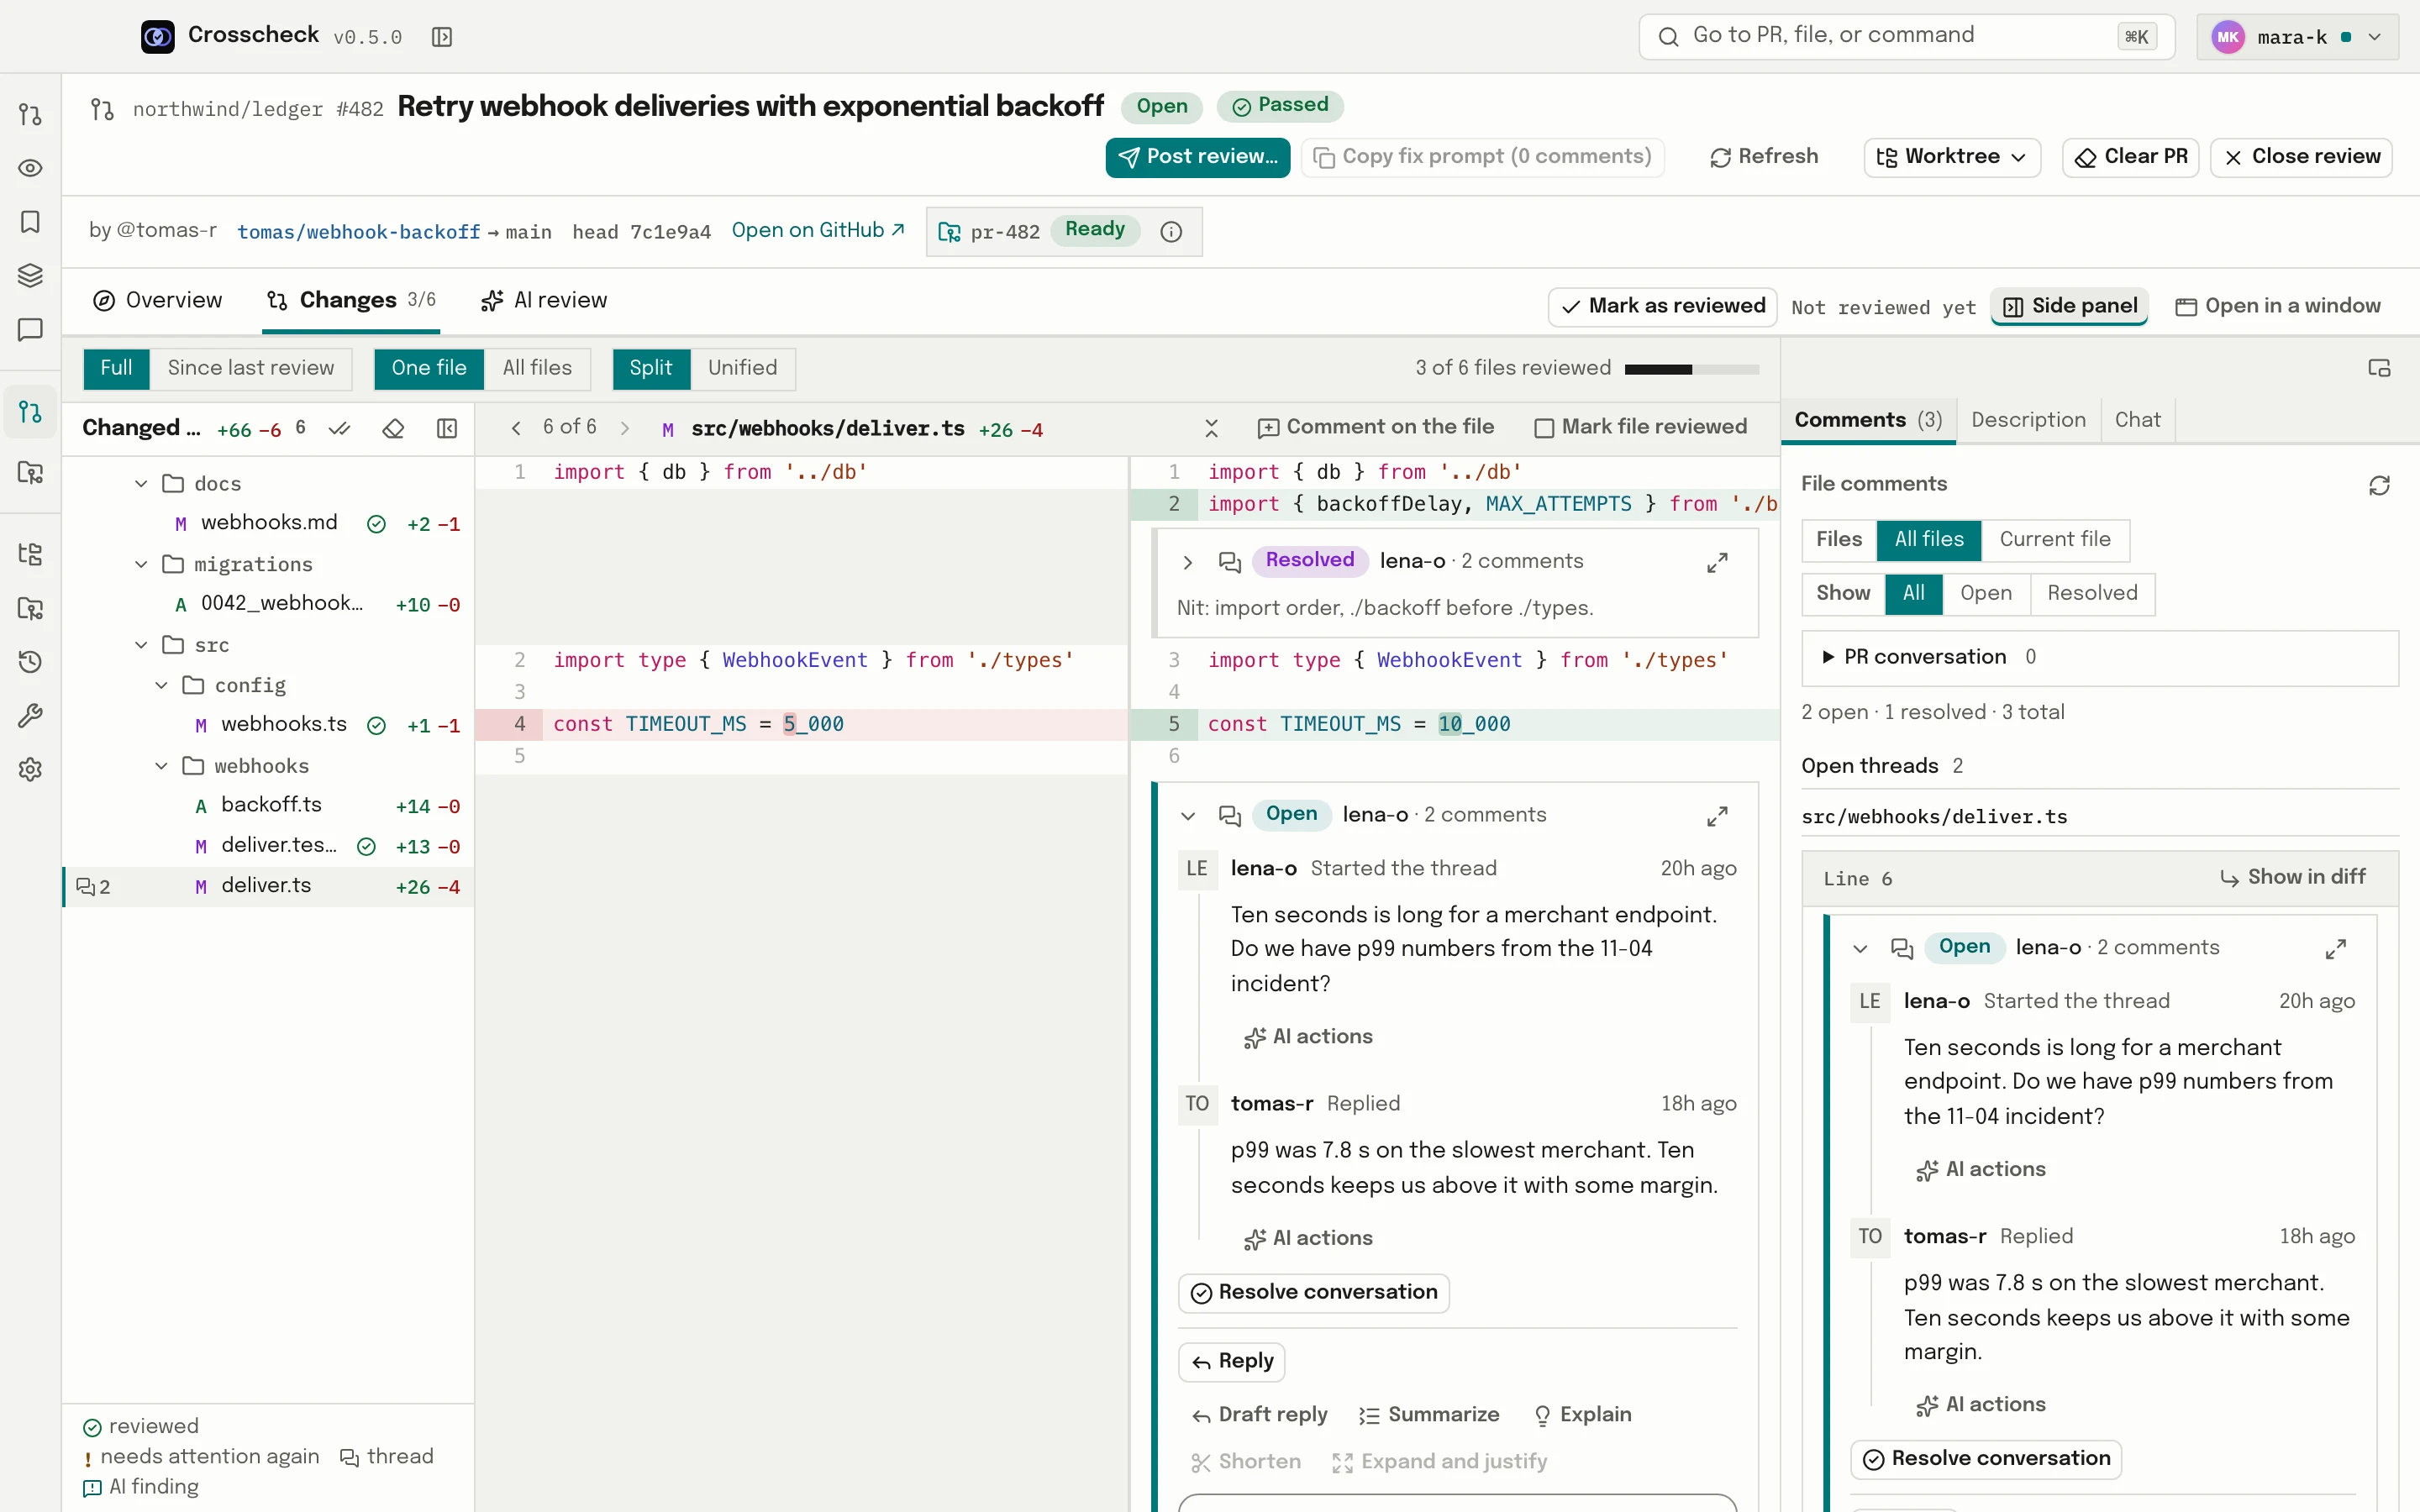 Crosscheck v0.5.0
Go to PR, file, or command ⌘K
MK mara-k
northwind/ledger #482 Retry webhook deliveries with exponential backoff Open Passed
Post review... Copy fix prompt (0 comments) Refresh Worktree Clear PR Close review
by @tomas-r tomas/webhook-backoff → main head 7c1e9a4 Open on GitHub ↗ pr-482 Ready
Overview Changes 3/6 AI review
Mark as reviewed Not reviewed yet Side panel Open in a window
Full Since last review One file All files Split Unified 3 of 6 files reviewed
Changed ... +66 −6 6
6 of 6 M src/webhooks/deliver.ts +26 −4 Comment on the file Mark file reviewed
docs
M webhooks.md +2 −1
migrations
A 0042_webhook... +10 −0
src
config
M webhooks.ts +1 −1
webhooks
A backoff.ts +14 −0
M deliver.tes... +13 −0
2 M deliver.ts +26 −4
reviewed
! needs attention again thread
AI finding
1 import { db } from '../db'
2 import type { WebhookEvent } from './types'
3
4 const TIMEOUT_MS = 5_000
5
1 import { db } from '../db'
2 import { backoffDelay, MAX_ATTEMPTS } from './b
Resolved lena-o · 2 comments
Nit: import order, ./backoff before ./types.
3 import type { WebhookEvent } from './types'
4
5 const TIMEOUT_MS = 10_000
6
Open lena-o · 2 comments
LE lena-o Started the thread 20h ago
Ten seconds is long for a merchant endpoint.
Do we have p99 numbers from the 11-04
incident?
AI actions
TO tomas-r Replied 18h ago
p99 was 7.8 s on the slowest merchant. Ten
seconds keeps us above it with some margin.
AI actions
Resolve conversation
Reply
Draft reply Summarize Explain
Shorten Expand and justify
Comments (3) Description Chat
File comments
Files All files Current file
Show All Open Resolved
PR conversation 0
2 open · 1 resolved · 3 total
Open threads 2
src/webhooks/deliver.ts
Line 6 Show in diff
Open lena-o · 2 comments
LE lena-o Started the thread 20h ago
Ten seconds is long for a merchant
endpoint. Do we have p99 numbers from
the 11-04 incident?
AI actions
TO tomas-r Replied 18h ago
p99 was 7.8 s on the slowest merchant.
Ten seconds keeps us above it with some
margin.
AI actions
Resolve conversation